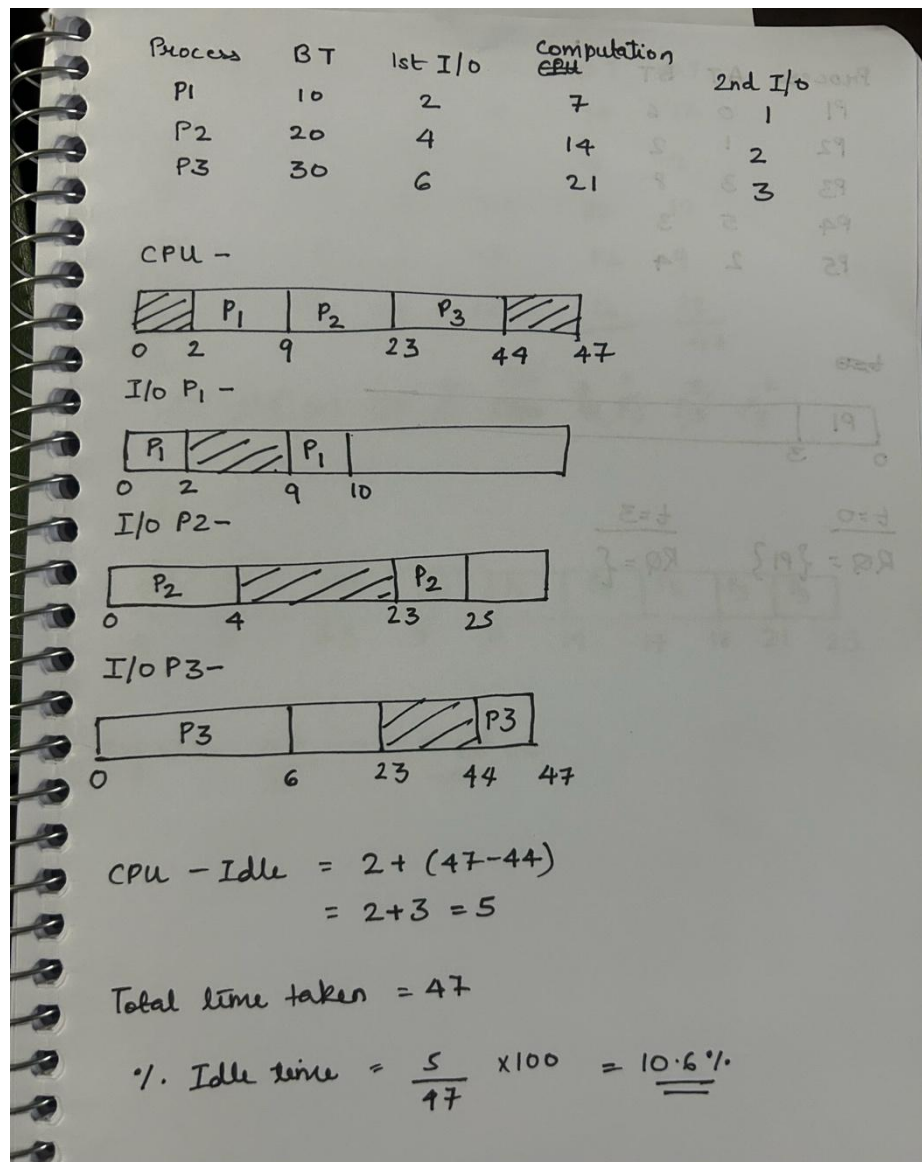 Process BT 1st I/O Computation 2nd I/O
P1 10 2 7 1
P2 20 4 14 2
P3 30 6 21 3
CPU -
P1 P2 P3
0 2 9 23 44 47
I/O P1 -
P1 P1
0 2 9 10
I/O P2-
P2 P2
0 4 23 25
I/O P3-
P3 P3
0 6 23 44 47
CPU - Idle = 2 + (47-44)
= 2+3 = 5
Total time taken = 47
%. Idle time = 5/47 x100 = 10.6%.